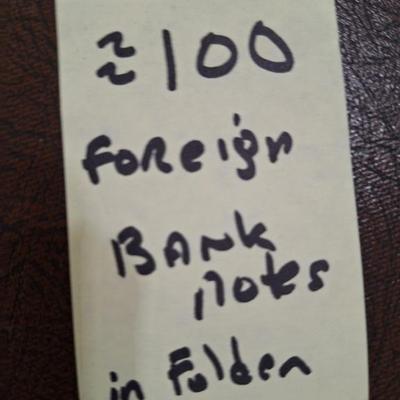 ≈ 100
Foreign
BANK
notes
in Folder